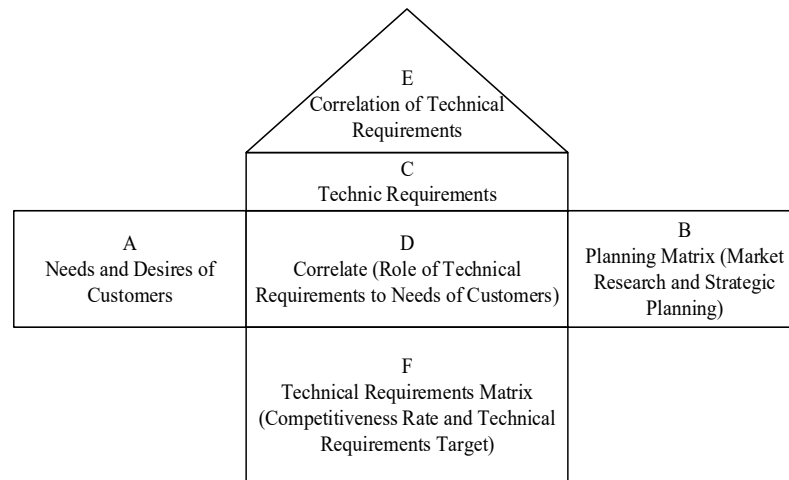 E
Correlation of Technical
Requirements
C
Technic Requirements
A
Needs and Desires of
Customers
D
Correlate (Role of Technical
Requirements to Needs of Customers)
B
Planning Matrix (Market
Research and Strategic
Planning)
F
Technical Requirements Matrix
(Competitiveness Rate and Technical
Requirements Target)